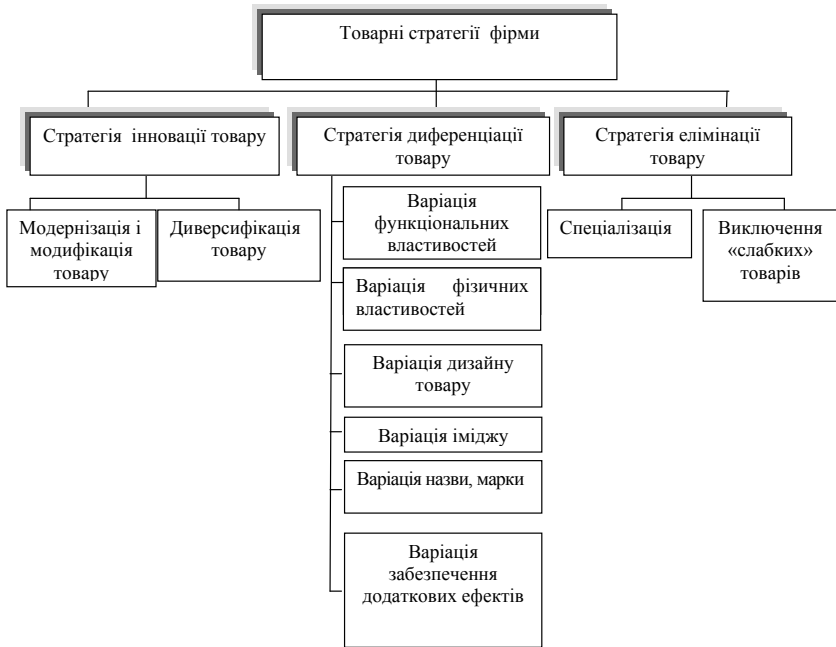 Товарні стратегії фірми
Стратегія інновації товару
Стратегія диференціації
товару
Стратегія елімінації
товару
Модернізація і
модифікація
товару
Диверсифікація
товару
Варіація
функціональних
властивостей
Варіація фізичних
властивостей
Варіація дизайну
товару
Варіація іміджу
Варіація назви, марки
Варіація
забезпечення
додаткових ефектів
Спеціалізація
Виключення
«слабких»
товарів